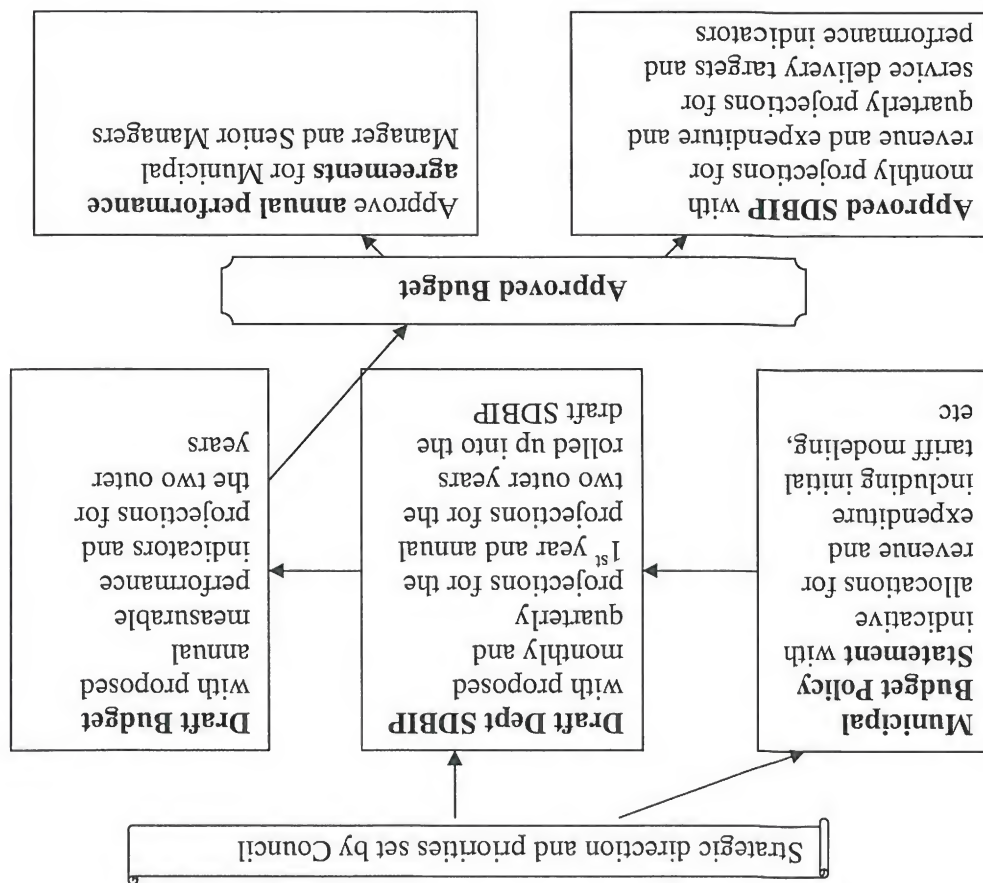 Strategic direction and priorities set by Council
Municipal
Budget Policy
Statement with
indicative
allocations for
revenue and
expenditure
including initial
tariff modeling,
etc
Draft Dept SDBIP
with proposed
monthly and
quarterly
projections for the
1st year and annual
projections for the
two outer years
rolled up into the
draft SDBIP
Draft Budget
with proposed
annual
measurable
performance
indicators and
projections for
the two outer
years
Approved Budget
Approved SDBIP with
monthly projections for
revenue and expenditure and
quarterly projections for
service delivery targets and
performance indicators
Approve annual performance
agreements for Municipal
Manager and Senior Managers